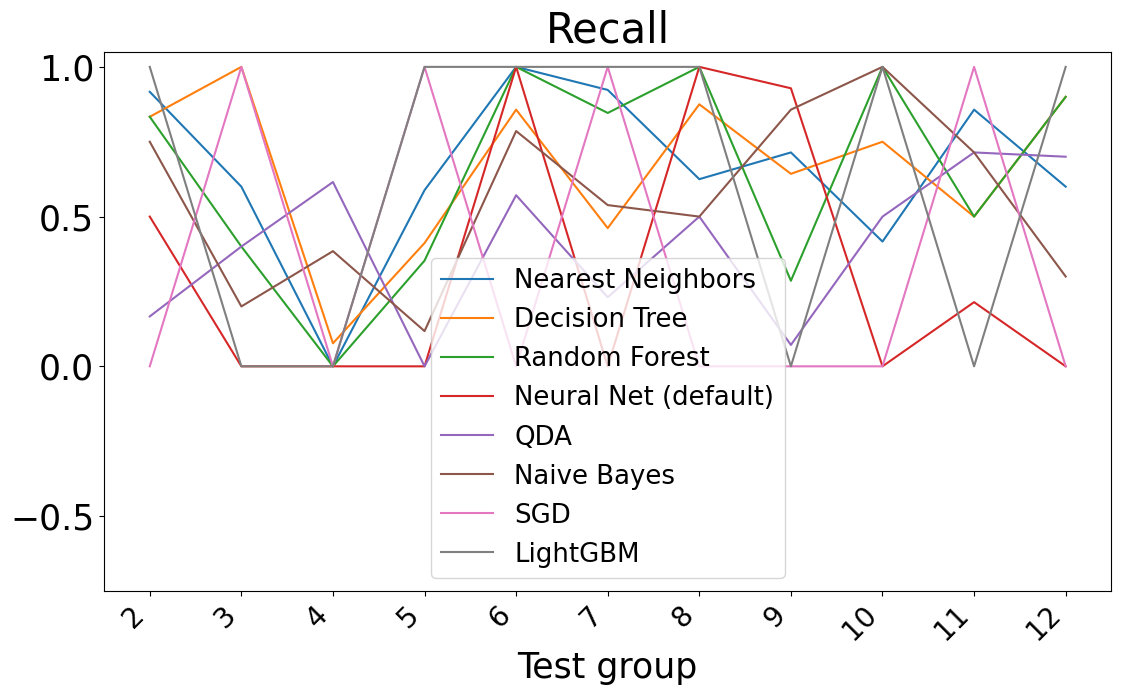 Recall
1.0
0.5
0.0
−0.5
Nearest Neighbors
Decision Tree
Random Forest
Neural Net (default)
QDA
Naive Bayes
SGD
LightGBM
2 3 4 5 6 7 8 9 10 11 12
Test group